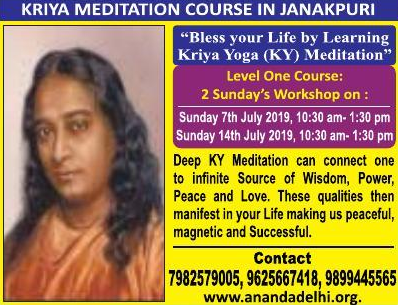 KRIYA MEDITATION COURSE IN JANAKPURI
“Bless your Life by Learning
Kriya Yoga (KY) Meditation”
Level One Course:
2 Sunday’s Workshop on :
Sunday 7th July 2019, 10:30 am- 1:30 pm
Sunday 14th July 2019, 10:30 am- 1:30 pm
Deep KY Meditation can connect one
to infinite Source of Wisdom, Power,
Peace and Love. These qualities then
manifest in your Life making us peaceful,
magnetic and Successful.
Contact
7982579005, 9625667418, 9899445565
www.anandadelhi.org.